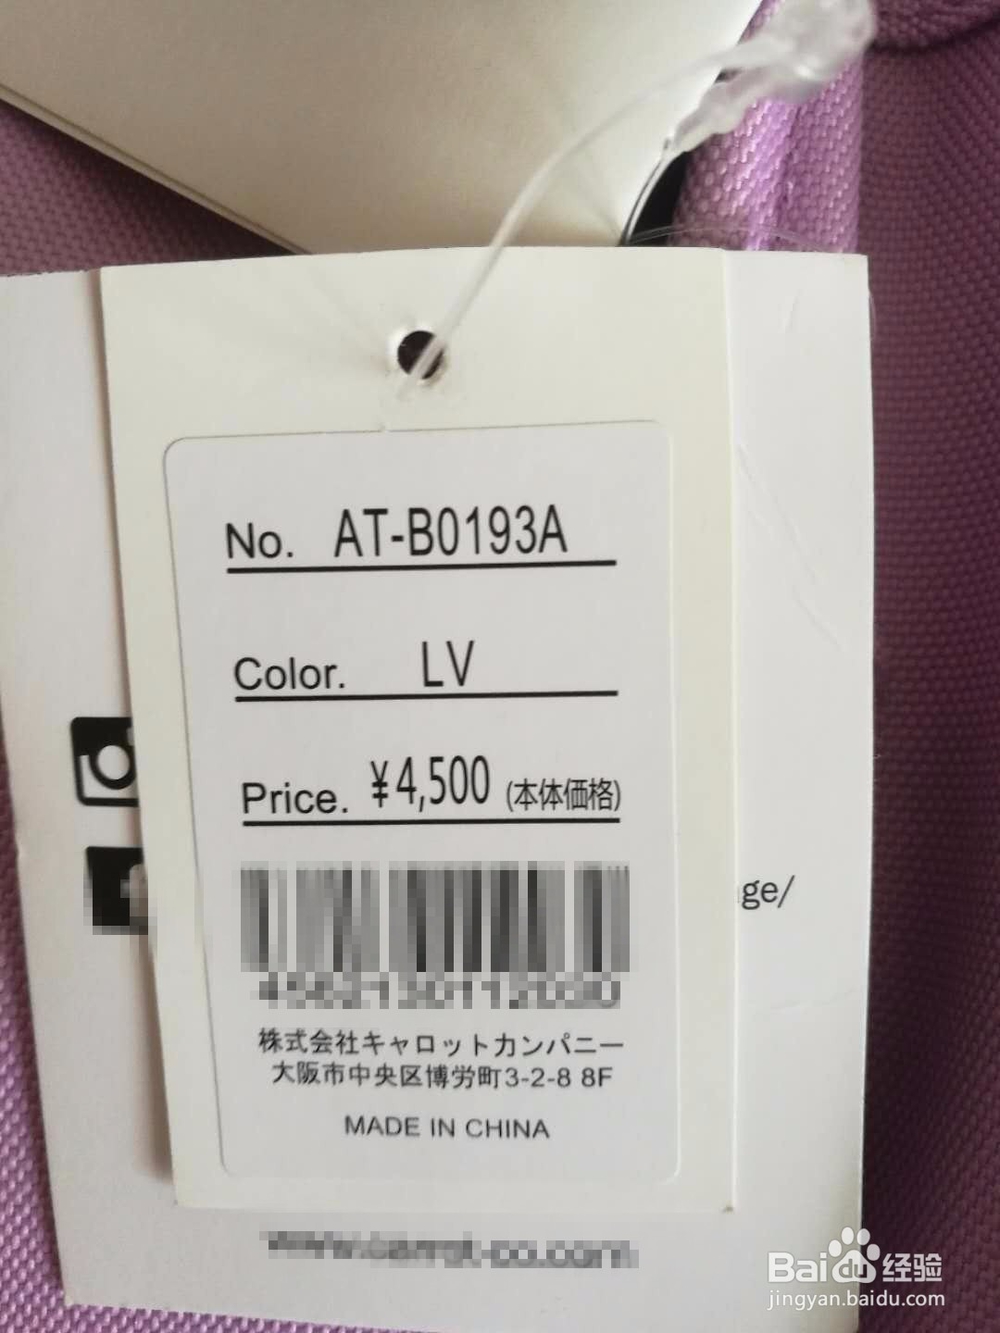 No. AT-B0193A
Color. LV
Price. ¥4,500 (本体価格)
ge/
株式会社キャロットカンパニー
大阪市中央区博労町3-2-8 8F
MADE IN CHINA
Baidu经验
jingyan.baidu.com